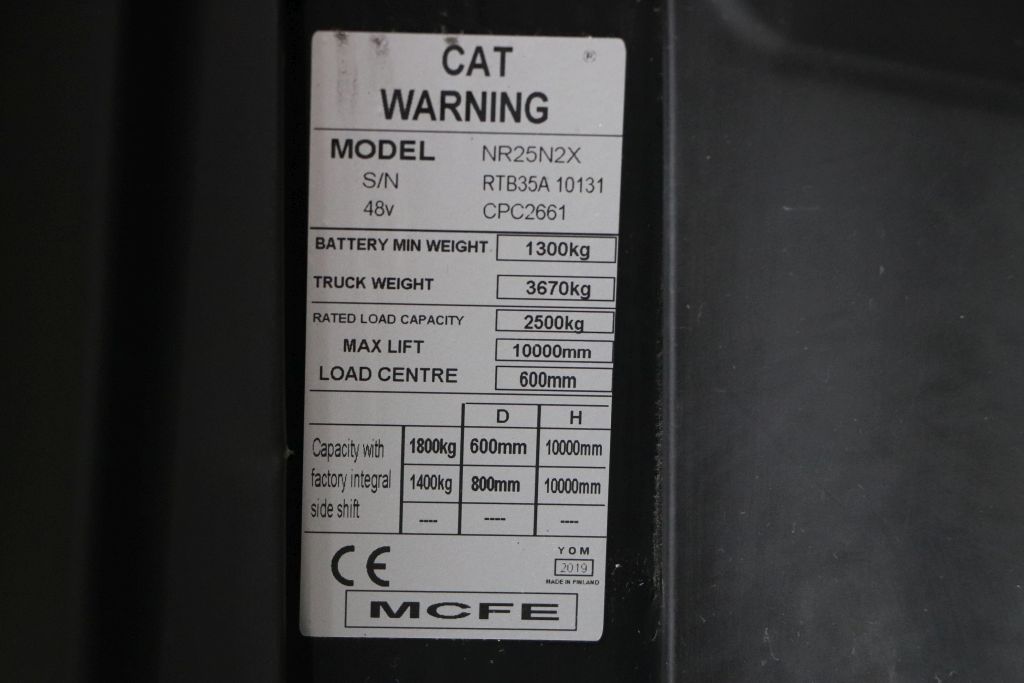 CAT ®
WARNING
MODEL NR25N2X
S/N RTB35A 10131
48v CPC2661
BATTERY MIN WEIGHT 1300kg
TRUCK WEIGHT 3670kg
RATED LOAD CAPACITY 2500kg
MAX LIFT 10000mm
LOAD CENTRE 600mm
D H
Capacity with 1800kg 600mm 10000mm
factory integral 1400kg 800mm 10000mm
side shift ---- ---- ----
CE YOM
2019
MADE IN FINLAND
MCFE